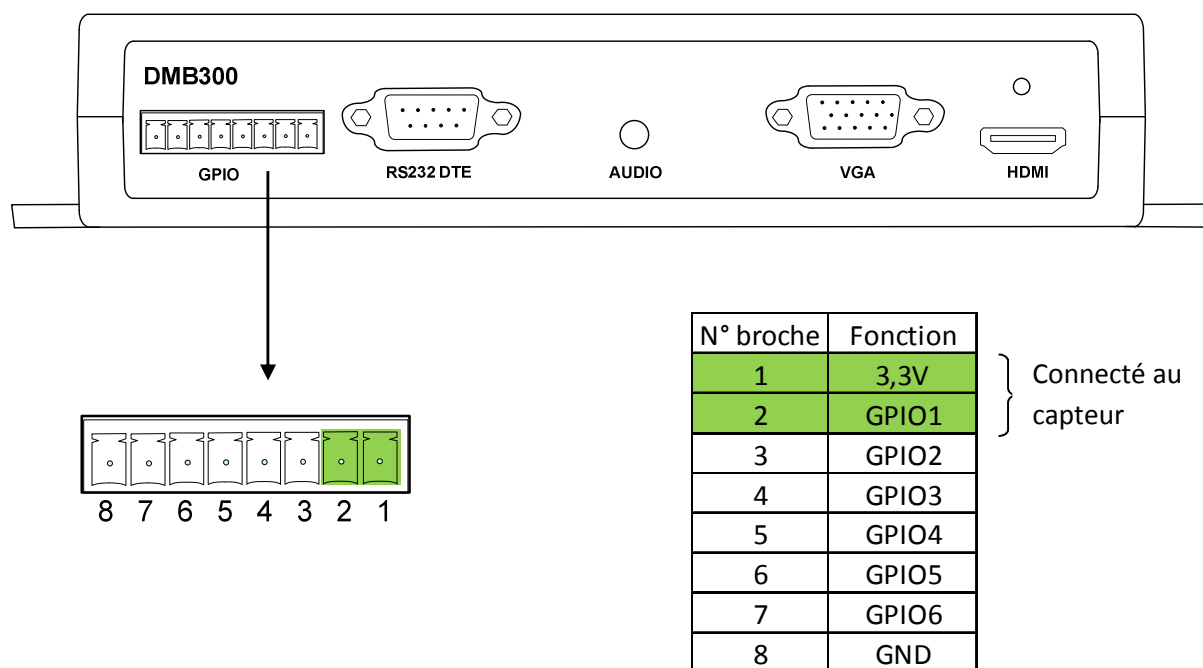 DMB300
GPIO
RS232 DTE
AUDIO
VGA
HDMI
8 7 6 5 4 3 2 1
N° broche Fonction
1 3,3V
2 GPIO1
3 GPIO2
4 GPIO3
5 GPIO4
6 GPIO5
7 GPIO6
8 GND
Connecté au
capteur